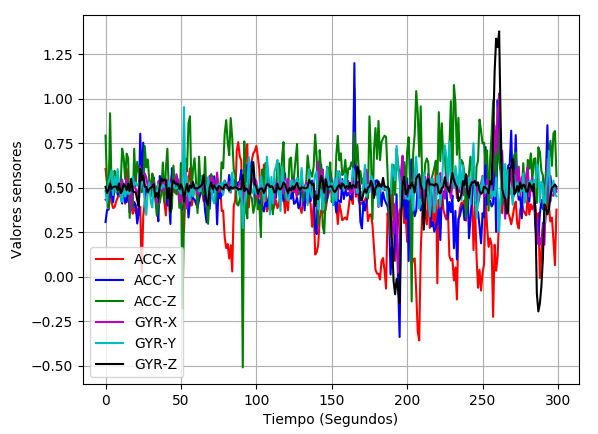 1.25
1.00
0.75
0.50
0.25
0.00
−0.25
−0.50
Valores sensores
ACC-X
ACC-Y
ACC-Z
GYR-X
GYR-Y
GYR-Z
0 50 100 150 200 250 300
Tiempo (Segundos)